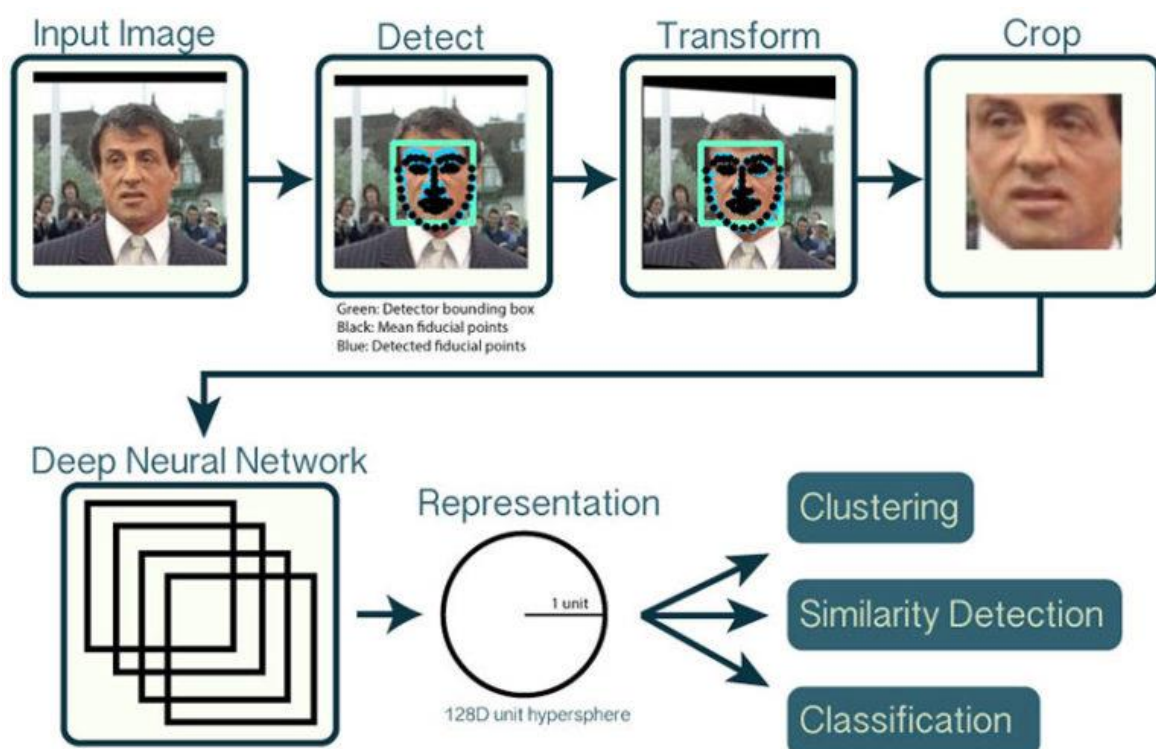 Input Image
Detect
Transform
Crop
Green: Detector bounding box
Black: Mean fiducial points
Blue: Detected fiducial points
Deep Neural Network
Representation
1 unit
128D unit hypersphere
Clustering
Similarity Detection
Classification